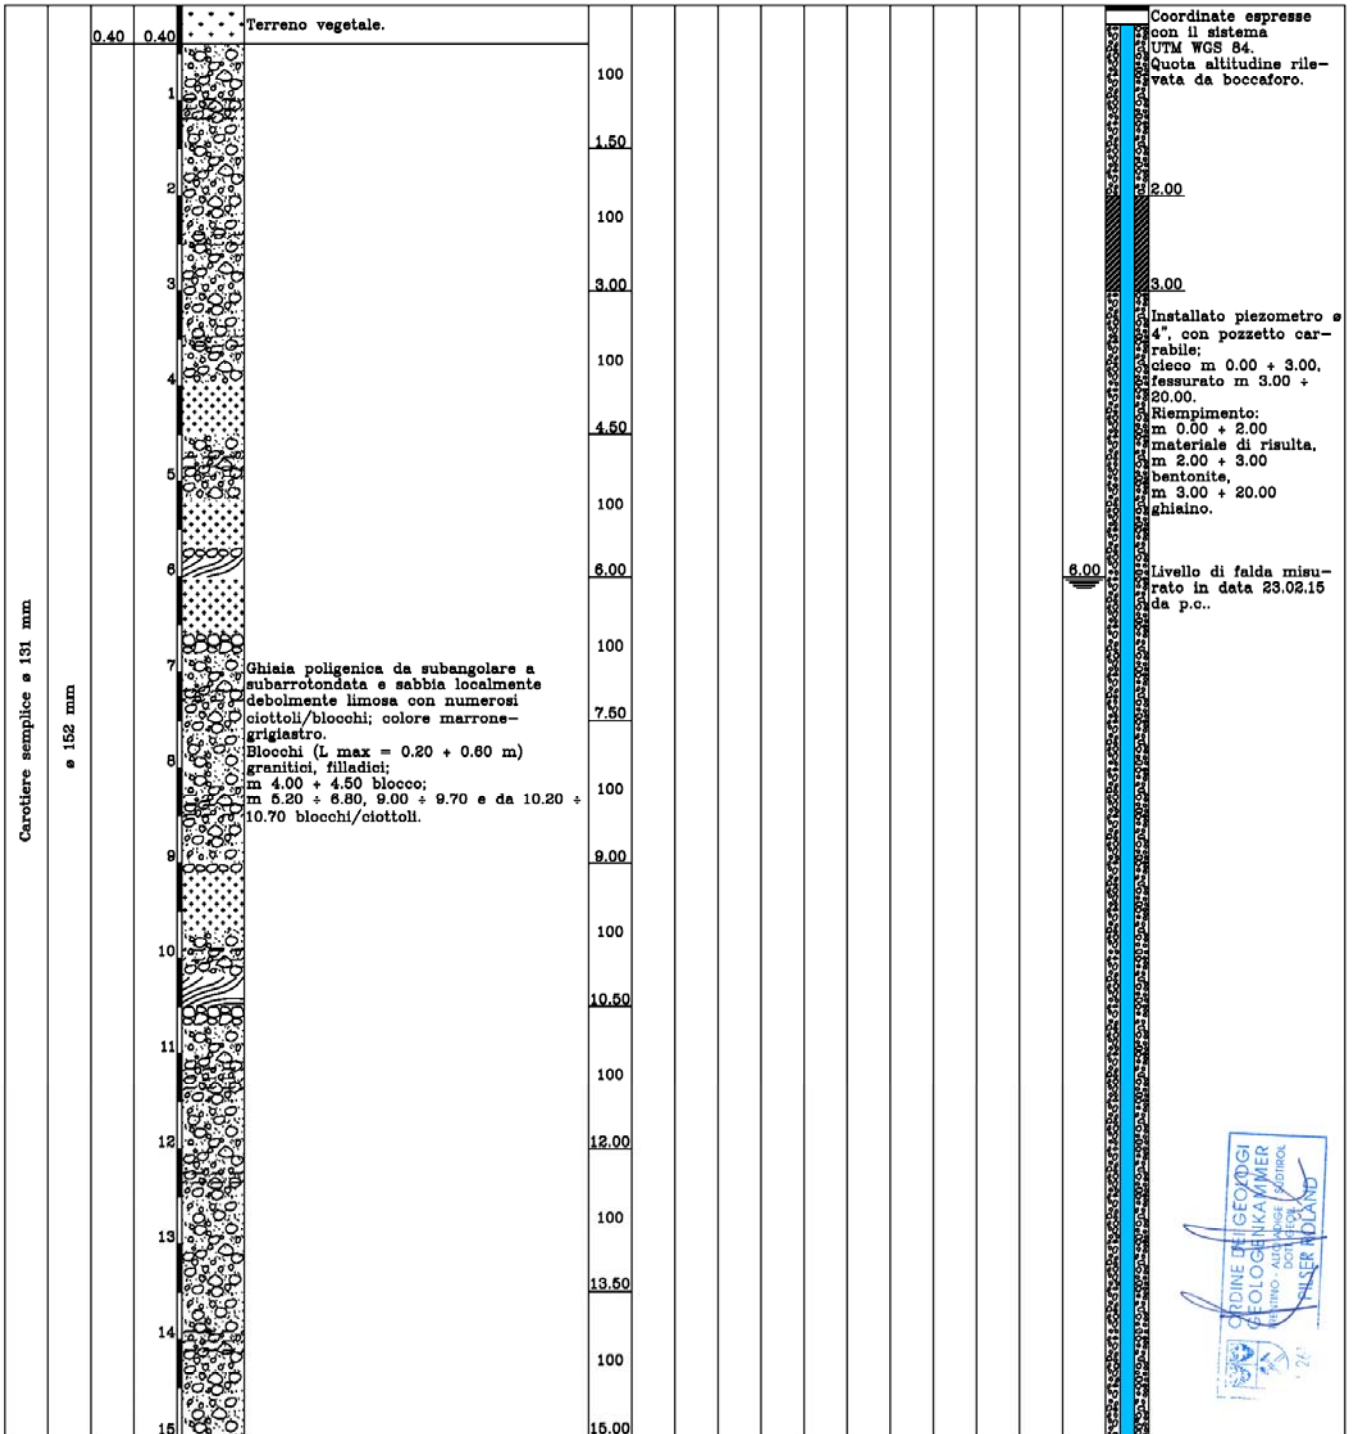 Terreno vegetale.
0.40 0.40
Coordinate espresse
con il sistema
UTM WGS 84.
Quota altitudine rile-
vata da boccaforo.
100
1
1.50
2
2.00
100
3
3.00
3.00
Installato piezometro ø
4", con pozzetto car-
rabile;
cieco m 0.00 ÷ 3.00,
fessurato m 3.00 ÷
20.00.
Riempimento:
m 0.00 ÷ 2.00
materiale di risulta,
m 2.00 ÷ 3.00
bentonite,
m 3.00 ÷ 20.00
ghiaino.
100
4
4.50
5
100
6
6.00
6.00
Livello di falda misu-
rato in data 23.02.15
da p.c..
Carotiere semplice ø 131 mm
ø 152 mm
100
7
Ghiaia poligenica da subangolare a
subarrotondata e sabbia localmente
debolmente limosa con numerosi
ciottoli/blocchi; colore marrone-
grigiastro.
Blocchi (L max = 0.20 ÷ 0.60 m)
granitici, filladici;
m 4.00 ÷ 4.50 blocco;
m 5.20 ÷ 6.80, 9.00 ÷ 9.70 e da 10.20 ÷
10.70 blocchi/ciottoli.
7.50
8
100
9
9.00
100
10
10.50
11
100
12
12.00
100
13
13.50
14
100
15
15.00
ORDINE DEI GEOLOGI
GEOLOGENKAMMER
TRENTINO - ALTO ADIGE SÜDTIROL
DOTT. GEOL.
PILSER ROLAND
26